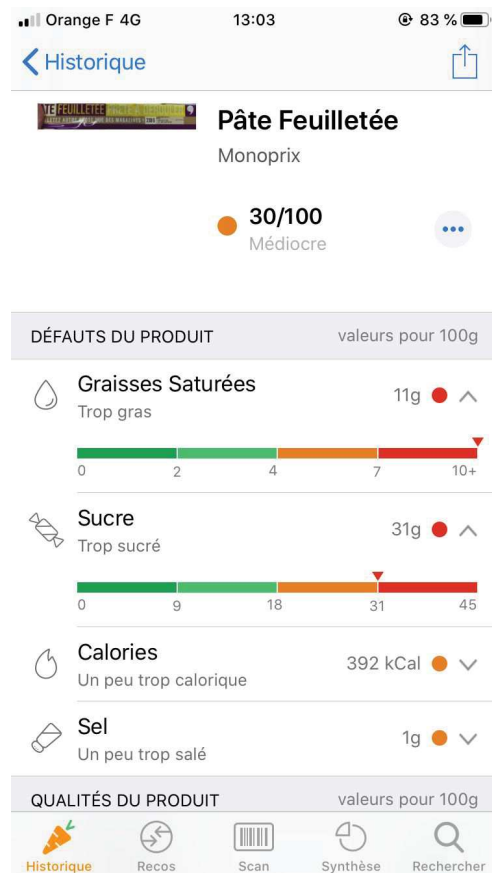 Orange F 4G 13:03 83 %
Historique
Pâte Feuilletée
Monoprix
30/100
Médiocre
DÉFAUTS DU PRODUIT valeurs pour 100g
Graisses Saturées
Trop gras
11g
0 2 4 7 10+
Sucre
Trop sucré
31g
0 9 18 31 45
Calories
Un peu trop calorique
392 kCal
Sel
Un peu trop salé
1g
QUALITÉS DU PRODUIT valeurs pour 100g
Historique Recos Scan Synthèse Rechercher